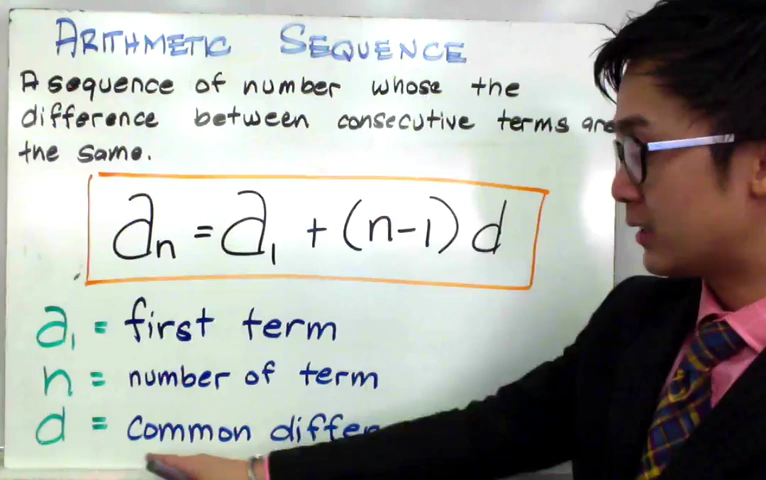 ARITHMETIC SEQUENCE
A sequence of number whose the
difference between consecutive terms are
the same.
aₙ = a₁ + (n-1) d
a₁ = first term
n = number of term
d = common